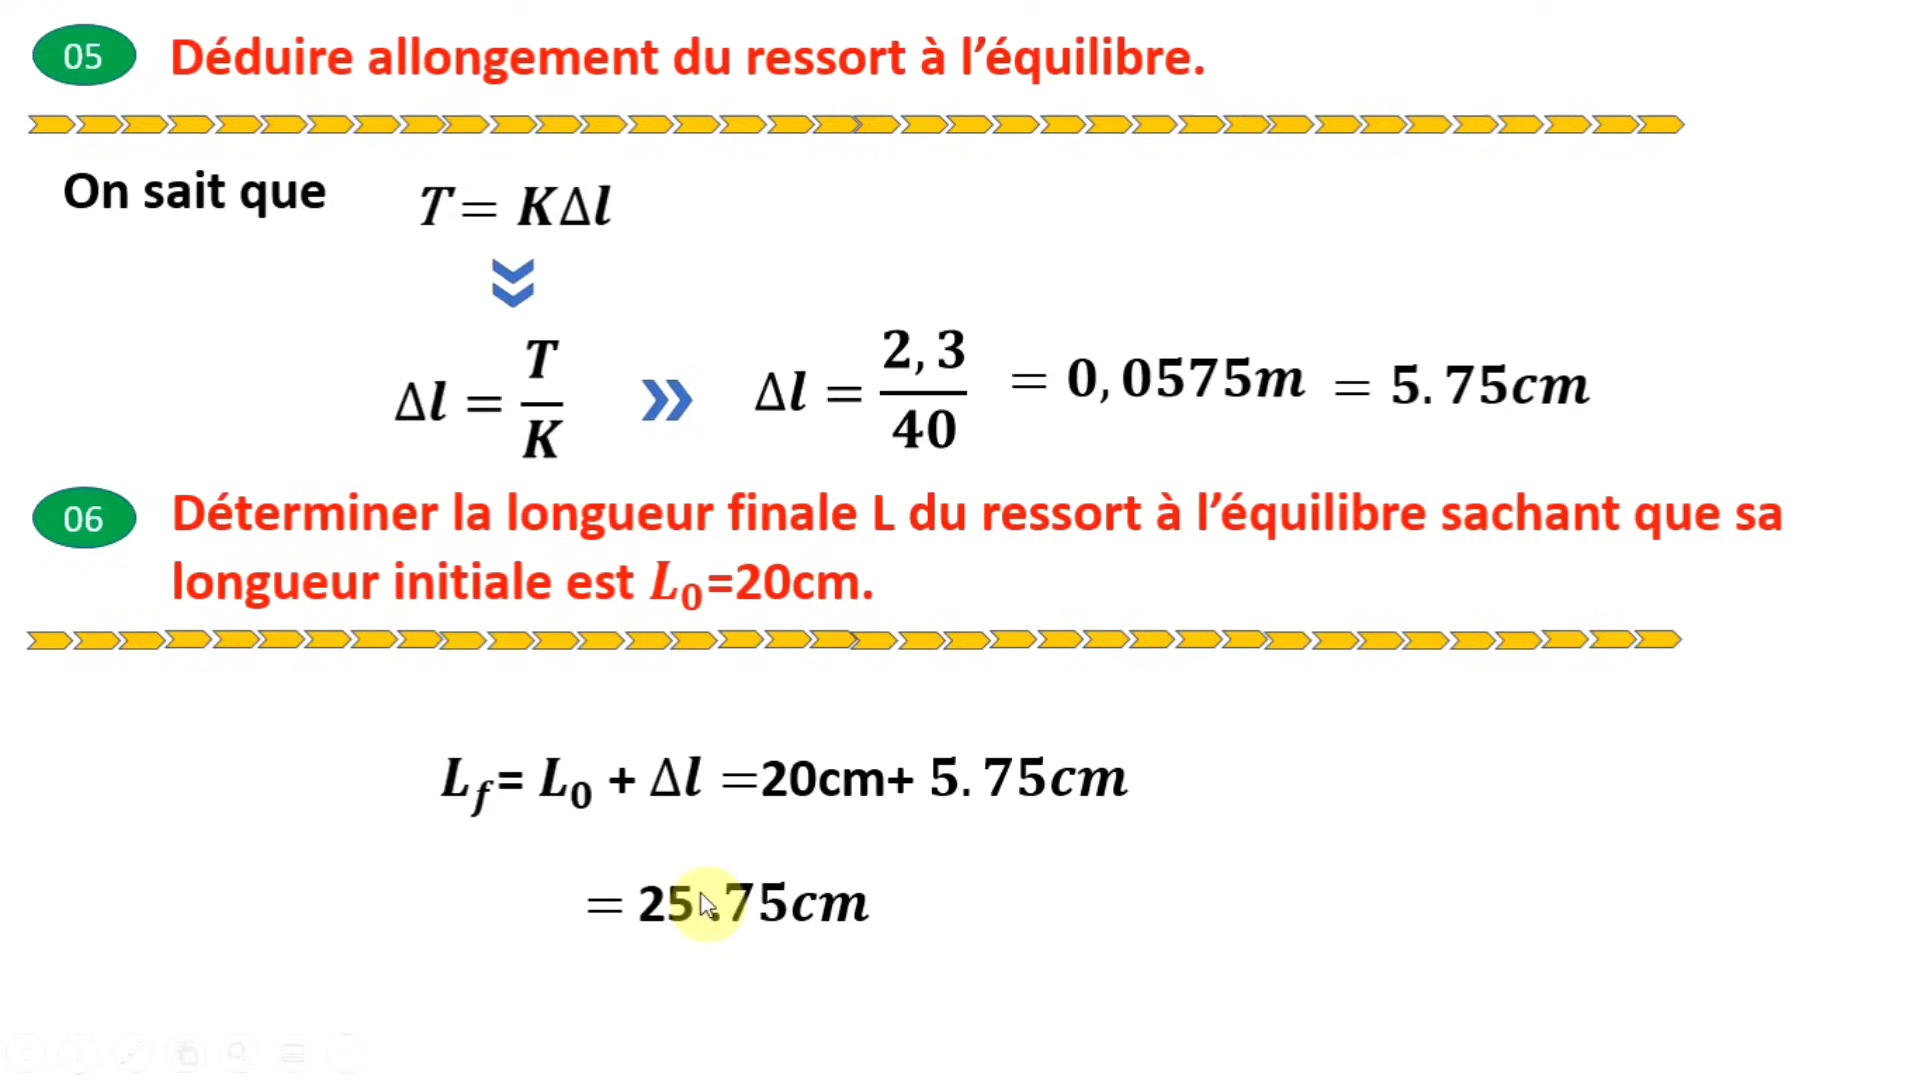 05 Déduire allongement du ressort à l’équilibre.
On sait que T= KΔl
Δl = T/K » Δl = 2,3/40 = 0,0575m = 5.75cm
06 Déterminer la longueur finale L du ressort à l’équilibre sachant que sa
longueur initiale est L₀=20cm.
L_f= L₀ + Δl =20cm+ 5.75cm
= 25.75cm